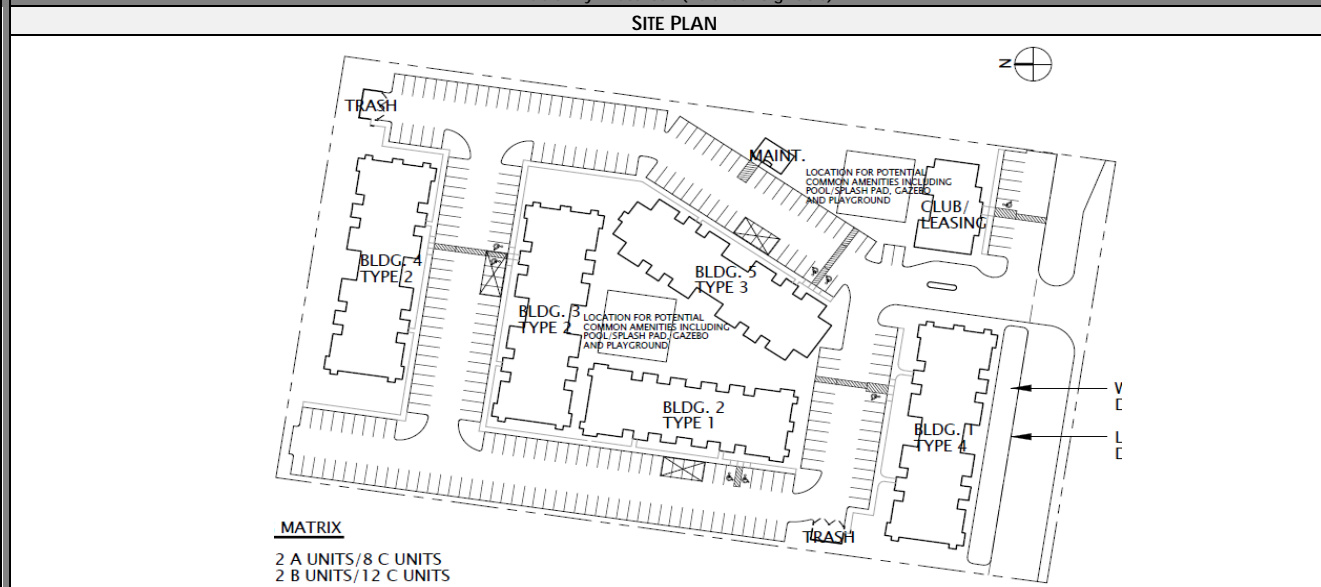 SITE PLAN
N
TRASH
MAINT.
LOCATION FOR POTENTIAL
COMMON AMENITIES INCLUDING
POOL/SPLASH PAD, GAZEBO
AND PLAYGROUND
CLUB/
LEASING
BLDG. 4
TYPE 2
BLDG. 5
TYPE 3
BLDG. 3
TYPE 2
LOCATION FOR POTENTIAL
COMMON AMENITIES INCLUDING
POOL/SPLASH PAD, GAZEBO
AND PLAYGROUND
BLDG. 2
TYPE 1
BLDG. 1
TYPE 4
TRASH
MATRIX
2 A UNITS/8 C UNITS
2 B UNITS/12 C UNITS